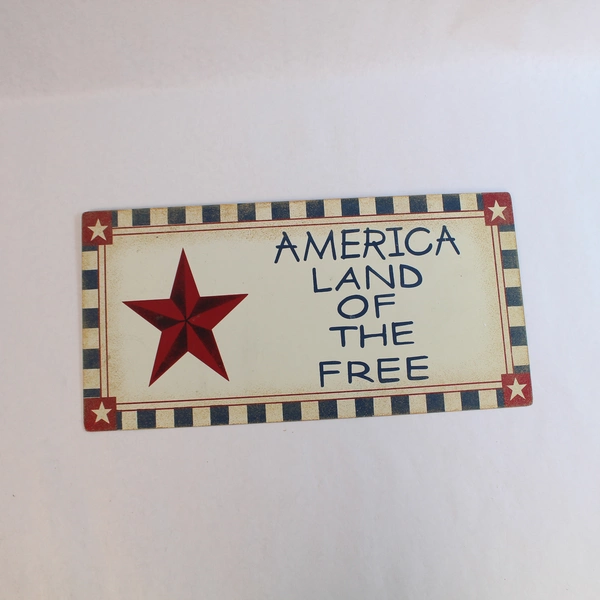 AMERICA
LAND
OF
THE
FREE